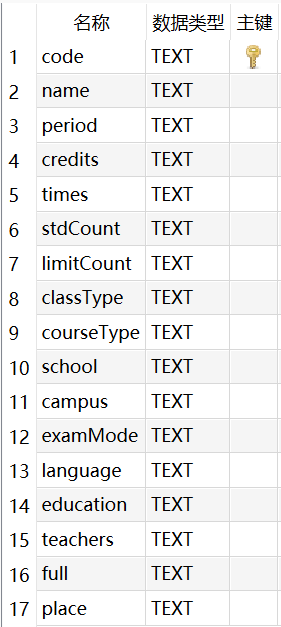 名称 数据类型 主键
1 code TEXT
2 name TEXT
3 period TEXT
4 credits TEXT
5 times TEXT
6 stdCount TEXT
7 limitCount TEXT
8 classType TEXT
9 courseType TEXT
10 school TEXT
11 campus TEXT
12 examMode TEXT
13 language TEXT
14 education TEXT
15 teachers TEXT
16 full TEXT
17 place TEXT